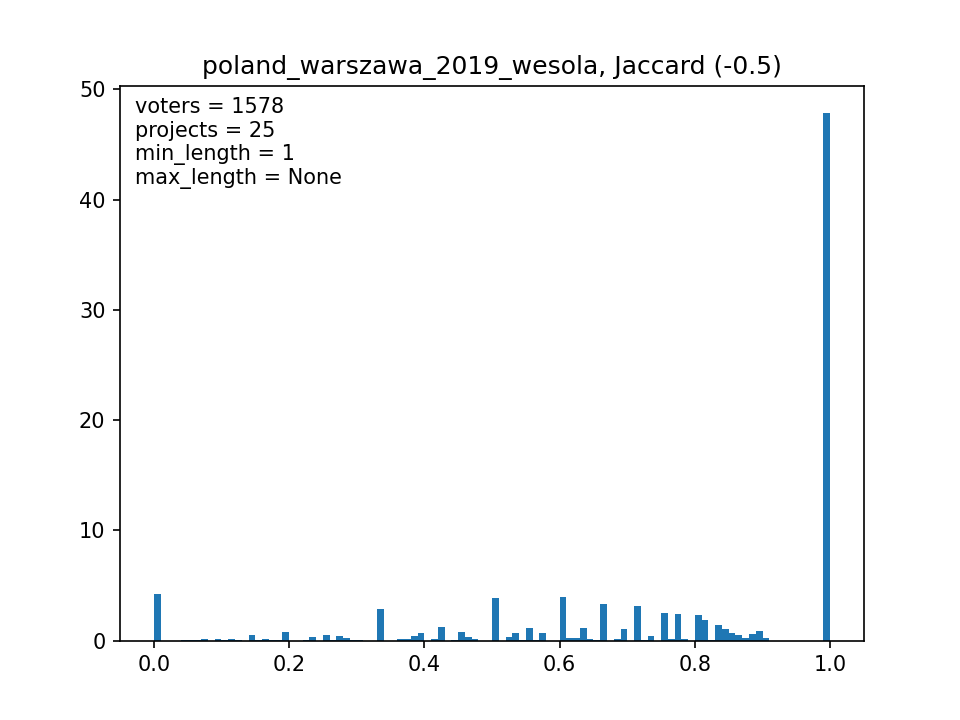 poland_warszawa_2019_wesola, Jaccard (-0.5)
voters = 1578
projects = 25
min_length = 1
max_length = None
50
40
30
20
10
0
0.0 0.2 0.4 0.6 0.8 1.0